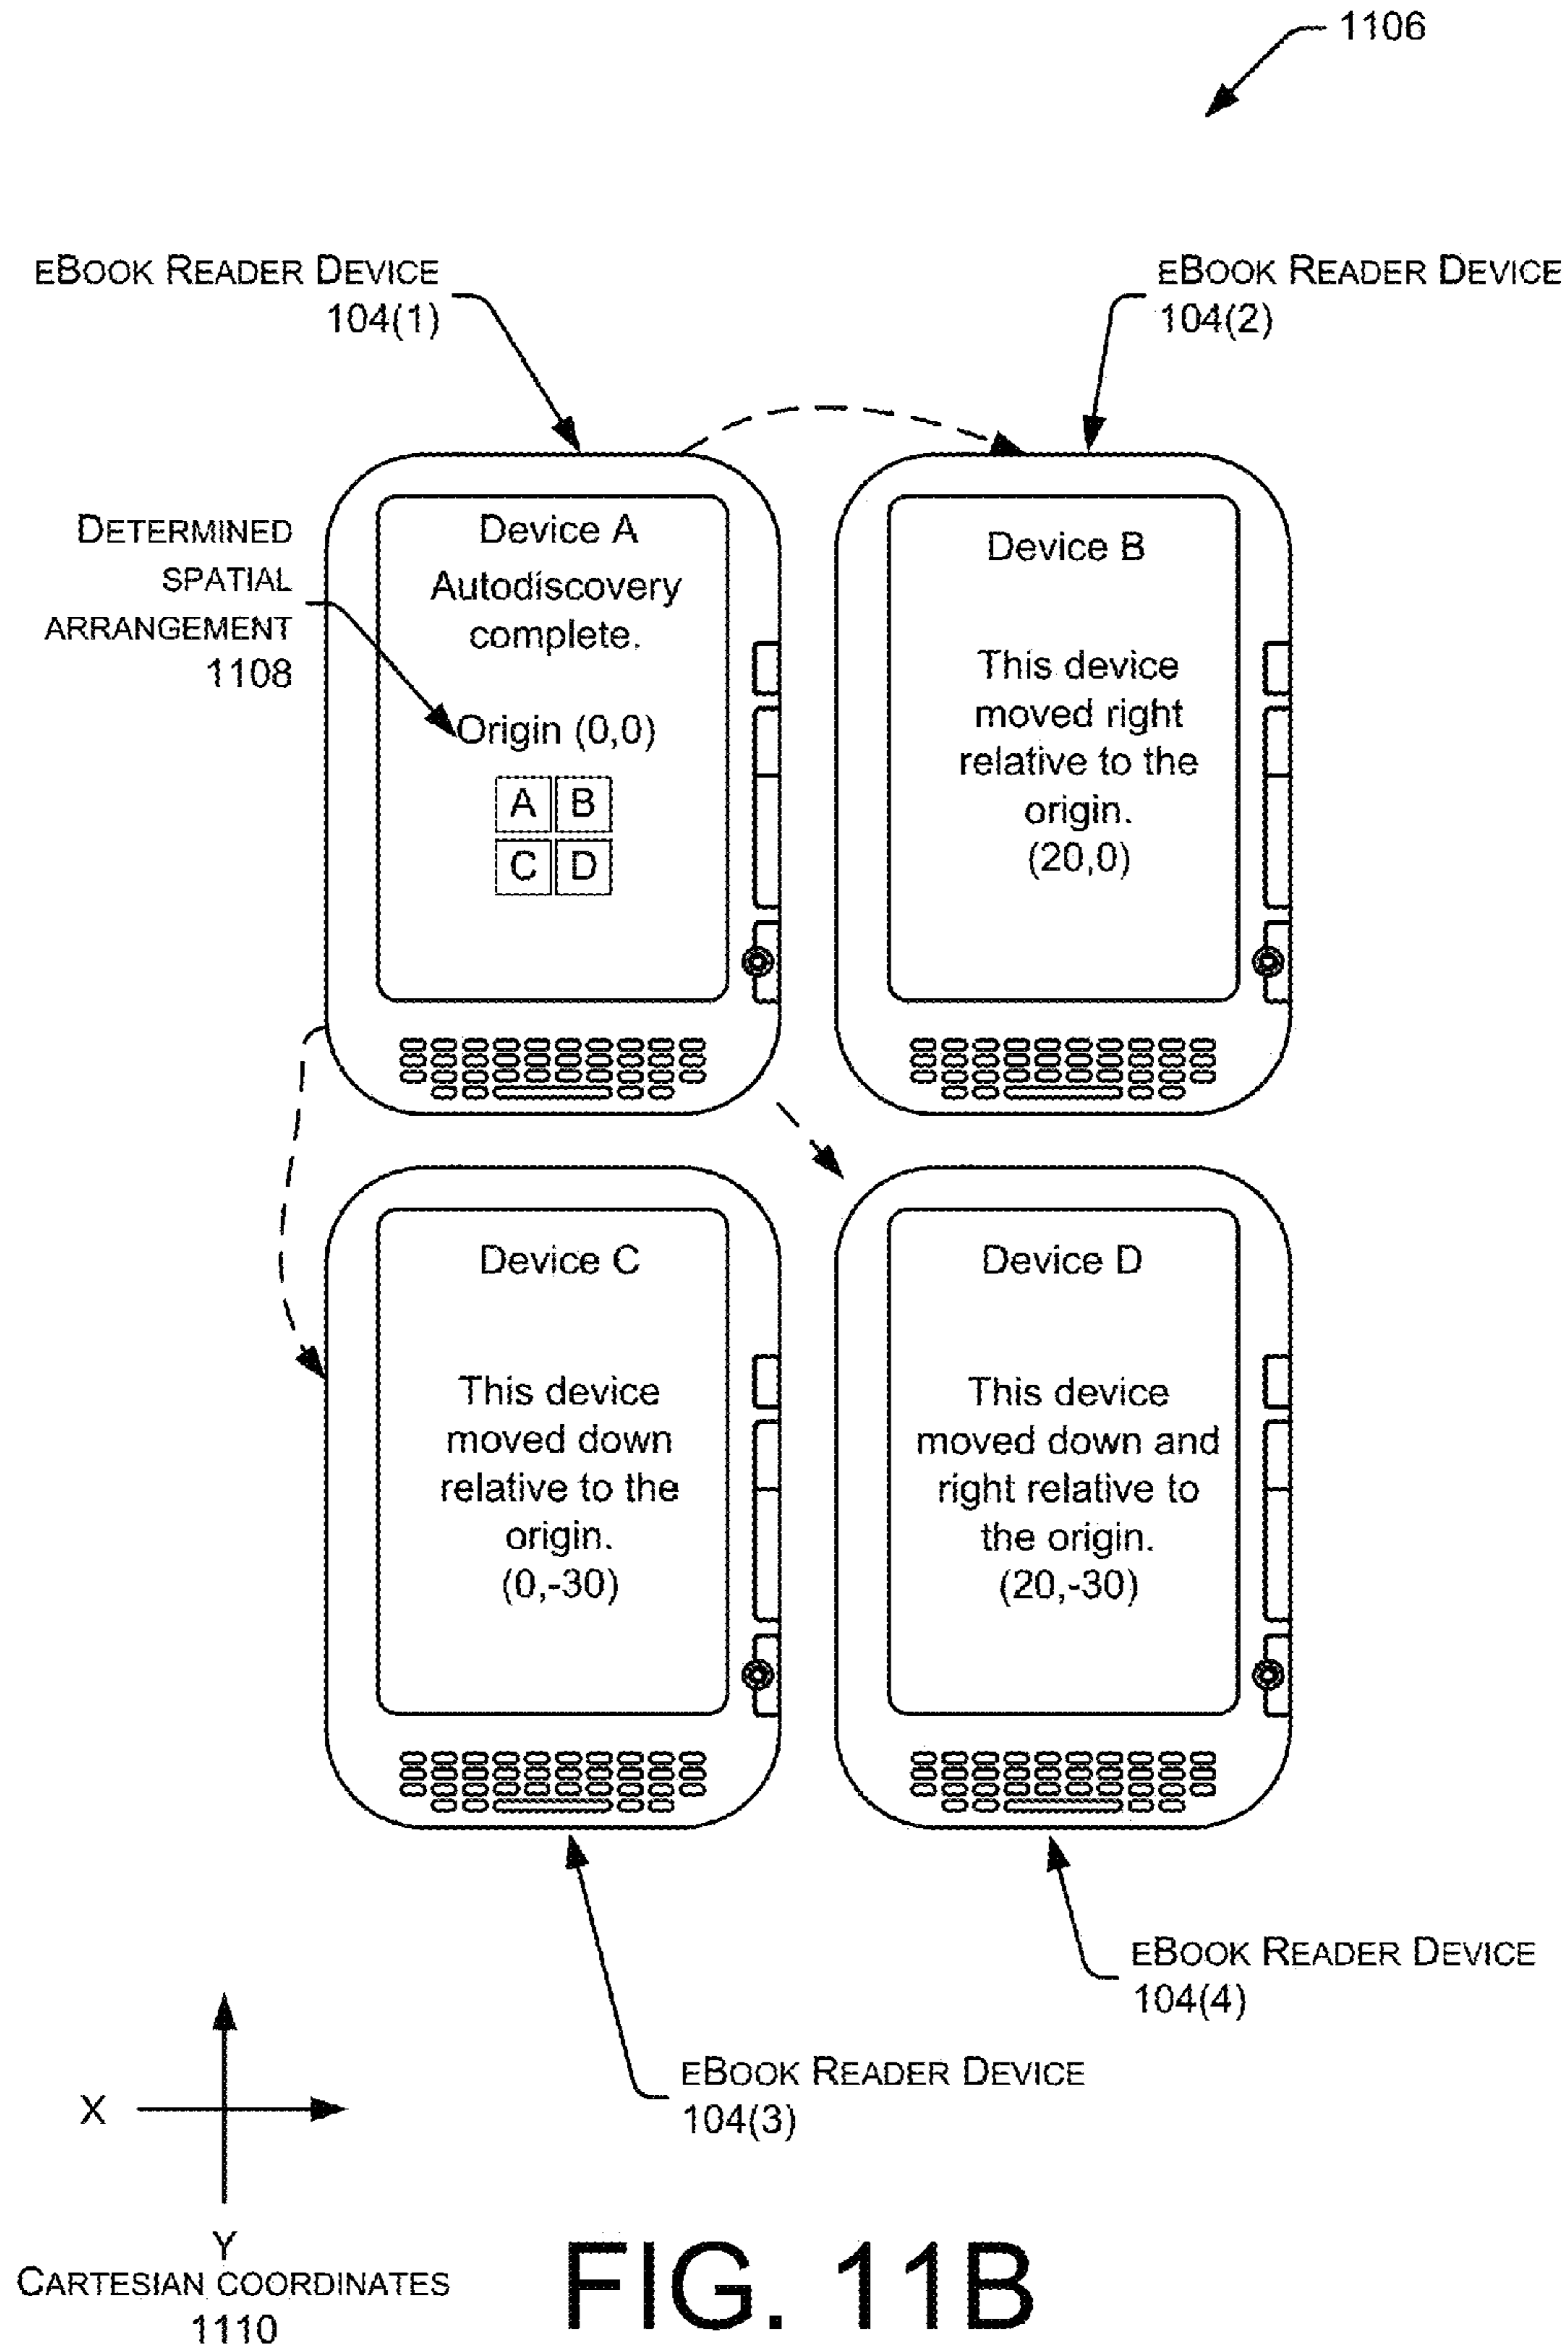 1106
eBook Reader Device
104(1)
eBook Reader Device
104(2)
Determined
spatial
arrangement
1108
Device A
Autodiscovery
complete.
Origin (0,0)
A B
C D
Device B
This device
moved right
relative to the
origin.
(20,0)
Device C
This device
moved down
relative to the
origin.
(0,-30)
Device D
This device
moved down and
right relative to
the origin.
(20,-30)
eBook Reader Device
104(4)
eBook Reader Device
104(3)
X
Y
Cartesian coordinates
1110
FIG. 11B